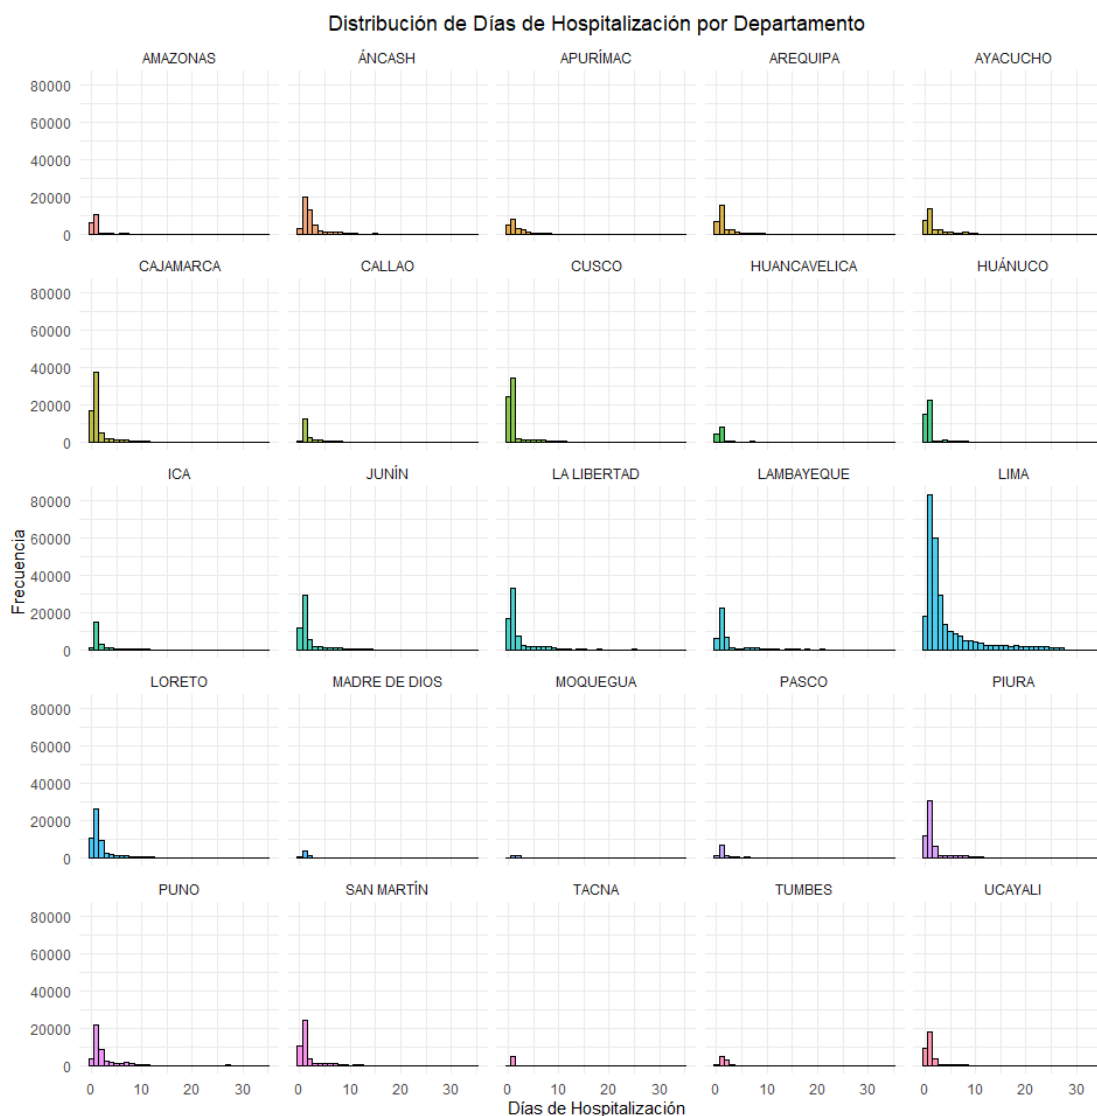 Distribución de Días de Hospitalización por Departamento
AMAZONAS ÁNCASH APURÍMAC AREQUIPA AYACUCHO
80000
60000
40000
20000
0
CAJAMARCA CALLAO CUSCO HUANCAVELICA HUÁNUCO
80000
60000
40000
20000
0
ICA JUNÍN LA LIBERTAD LAMBAYEQUE LIMA
80000
60000
40000
20000
0
Frecuencia
LORETO MADRE DE DIOS MOQUEGUA PASCO PIURA
80000
60000
40000
20000
0
PUNO SAN MARTÍN TACNA TUMBES UCAYALI
80000
60000
40000
20000
0
0 10 20 30 0 10 20 30 0 10 20 30 0 10 20 30 0 10 20 30
Días de Hospitalización